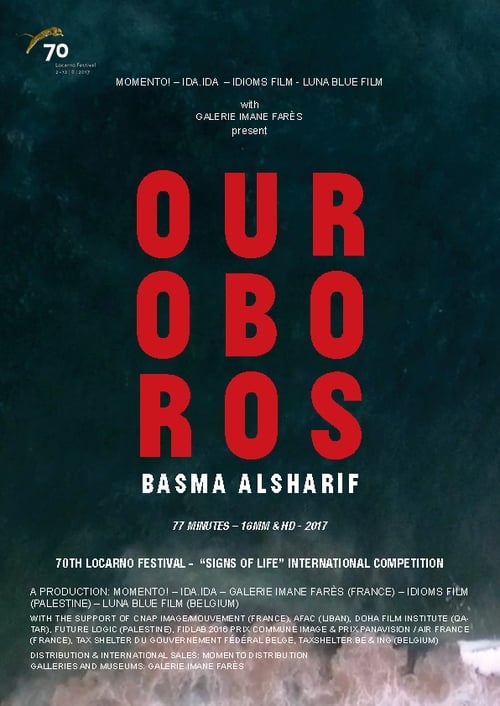 70
Locarno Festival
2–12 | 8 | 2017
MOMENTO! – IDA.IDA – IDIOMS FILM - LUNA BLUE FILM
with
GALERIE IMANE FARÈS
present
OUR
OBO
ROS
BASMA ALSHARIF
77 MINUTES – 16MM & HD - 2017
70TH LOCARNO FESTIVAL - “SIGNS OF LIFE” INTERNATIONAL COMPETITION
A PRODUCTION: MOMENTO! – IDA.IDA – GALERIE IMANE FARÈS (FRANCE) – IDIOMS FILM
(PALESTINE) – LUNA BLUE FILM (BELGIUM)
WITH THE SUPPORT OF CNAP IMAGE/MOUVEMENT (FRANCE), AFAC (LIBAN), DOHA FILM INSTITUTE (QA-
TAR), FUTURE LOGIC (PALESTINE), FIDLAB 2016 PRIX COMMUNE IMAGE & PRIX PANAVISION / AIR FRANCE
(FRANCE), TAX SHELTER DU GOUVERNEMENT FÉDÉRAL BELGE, TAXSHELTER.BE & ING (BELGIUM)
DISTRIBUTION & INTERNATIONAL SALES: MOMENTO DISTRIBUTION
GALLERIES AND MUSEUMS: GALERIE IMANE FARÈS